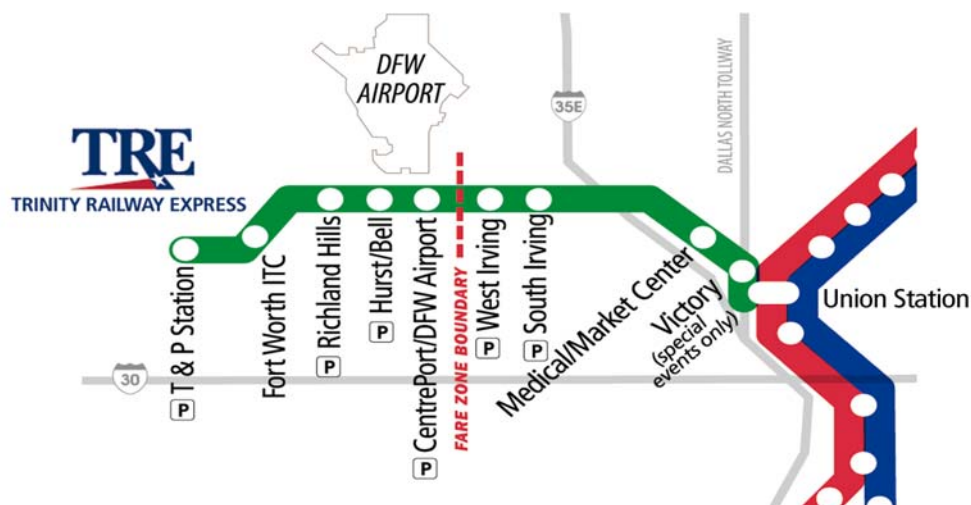 DFW
AIRPORT
35E
DALLAS NORTH TOLLWAY
TRE
TRINITY RAILWAY EXPRESS
P T & P Station
Fort Worth ITC
P Richland Hills
P Hurst/Bell
P CentrePort/DFW Airport
FARE ZONE BOUNDARY
P West Irving
P South Irving
Medical/Market Center
Victory
(special
events only)
Union Station
30